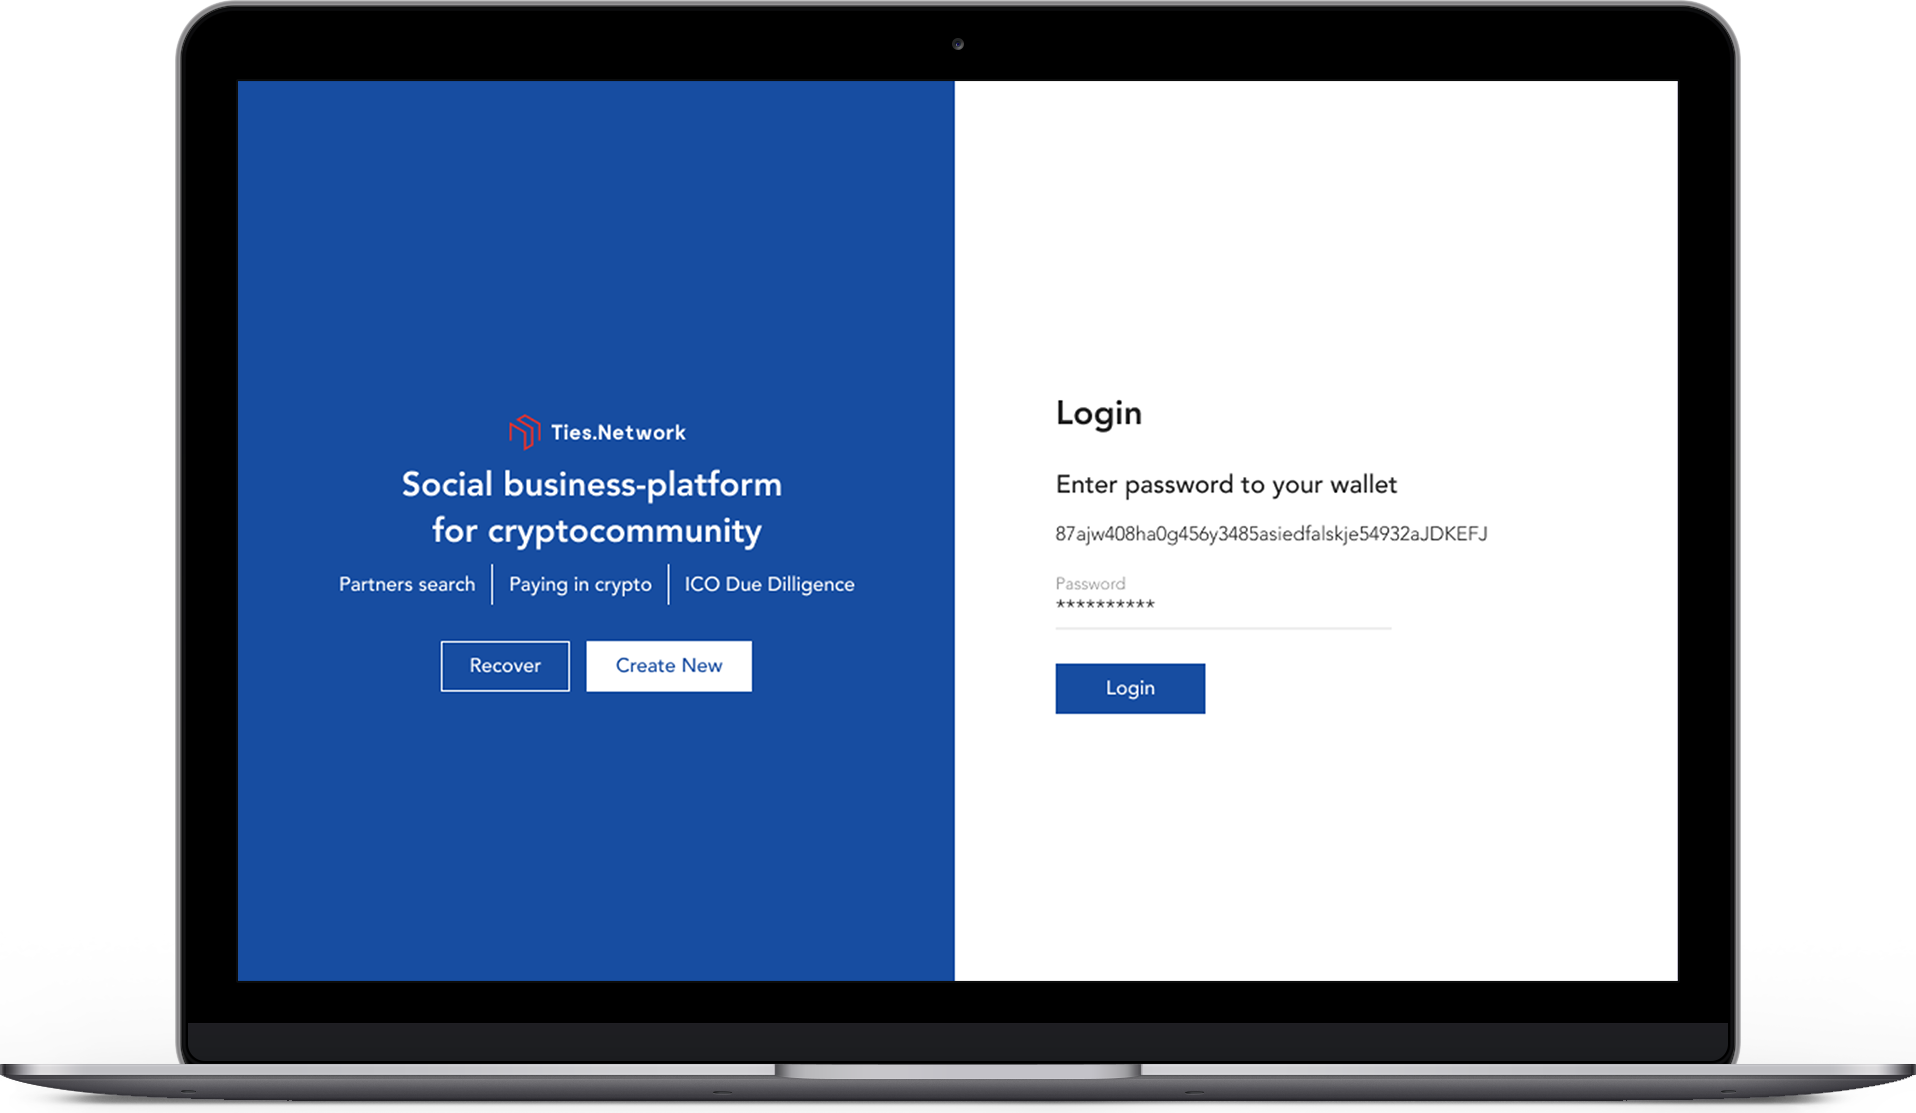 Ties.Network
Social business-platform
for cryptocommunity
Partners search
Paying in crypto
ICO Due Dilligence
Recover
Create New
Login
Enter password to your wallet
87ajw408ha0g456y3485asiedfalskje54932aJDKEFJ
Password
**********
Login